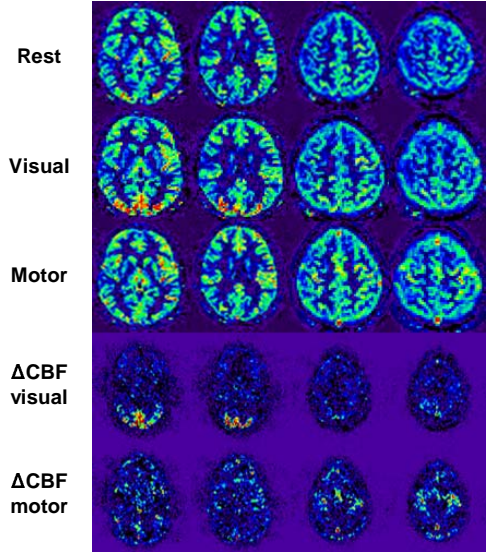 Rest
Visual
Motor
ΔCBF
visual
ΔCBF
motor